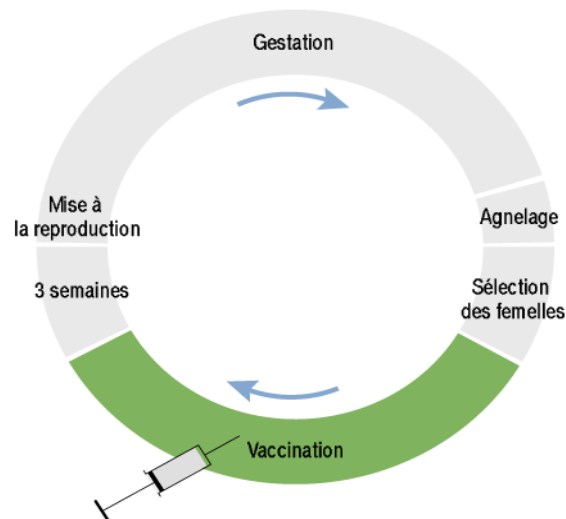 Gestation
Mise à
la reproduction
Agnelage
3 semaines
Sélection
des femelles
Vaccination